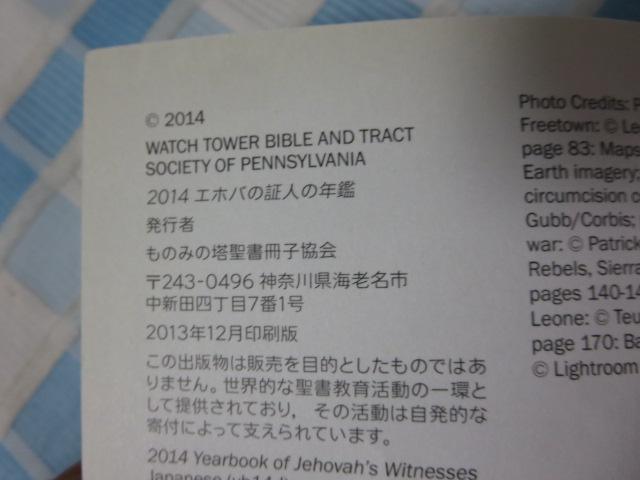 © 2014
WATCH TOWER BIBLE AND TRACT
SOCIETY OF PENNSYLVANIA
2014 エホバの証人の年鑑
発行者
ものみの塔聖書冊子協会
〒243-0496 神奈川県海老名市
中新田四丁目7番1号
2013年12月印刷版
この出版物は販売を目的としたものではあ
りません。世界的な聖書教育活動の一環と
して提供されており，その活動は自発的な
寄付によって支えられています。
2014 Yearbook of Jehovah's Witnesses
Japanese
Photo Credits:
Freetown: ©
page 83: Maps
Earth imagery:
circumcision
Gubb/Corbis;
war: © Patrick
Rebels, Sierra
pages 140-14
Leone: ©
page 170:
© Lightroom